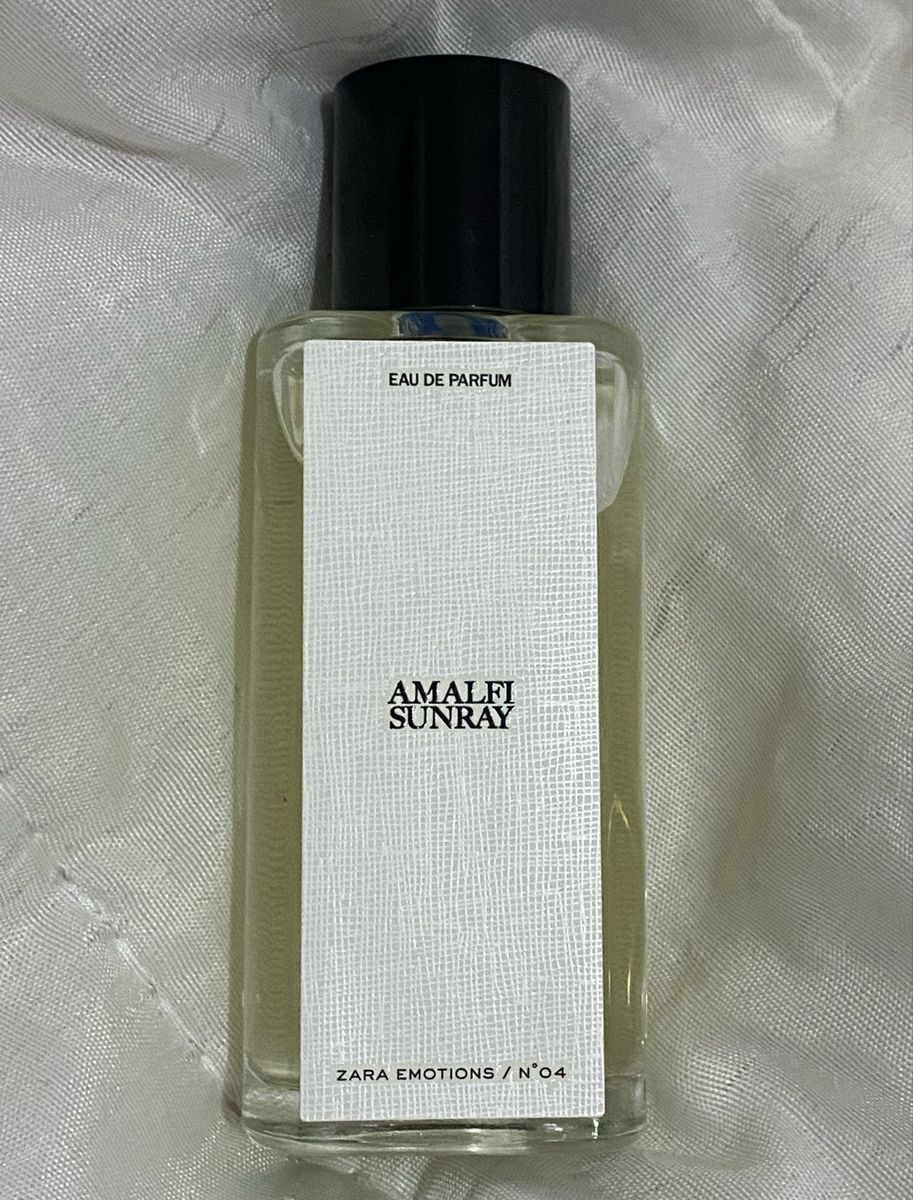 EAU DE PARFUM
AMALFI
SUNRAY
ZARA EMOTIONS / N°04